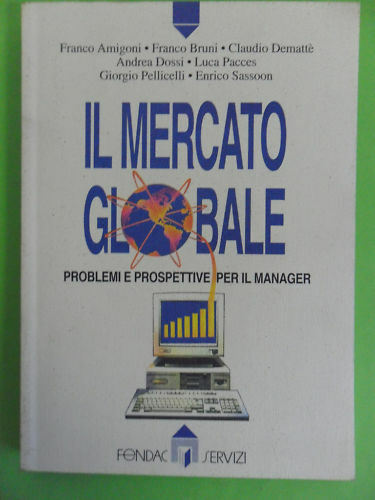 Franco Amigoni • Franco Bruni • Claudio Demattè
Andrea Dossi • Luca Pacces
Giorgio Pellicelli • Enrico Sassoon
IL MERCATO
GLOBALE
PROBLEMI E PROSPETTIVE PER IL MANAGER
FONDAC SERVIZI